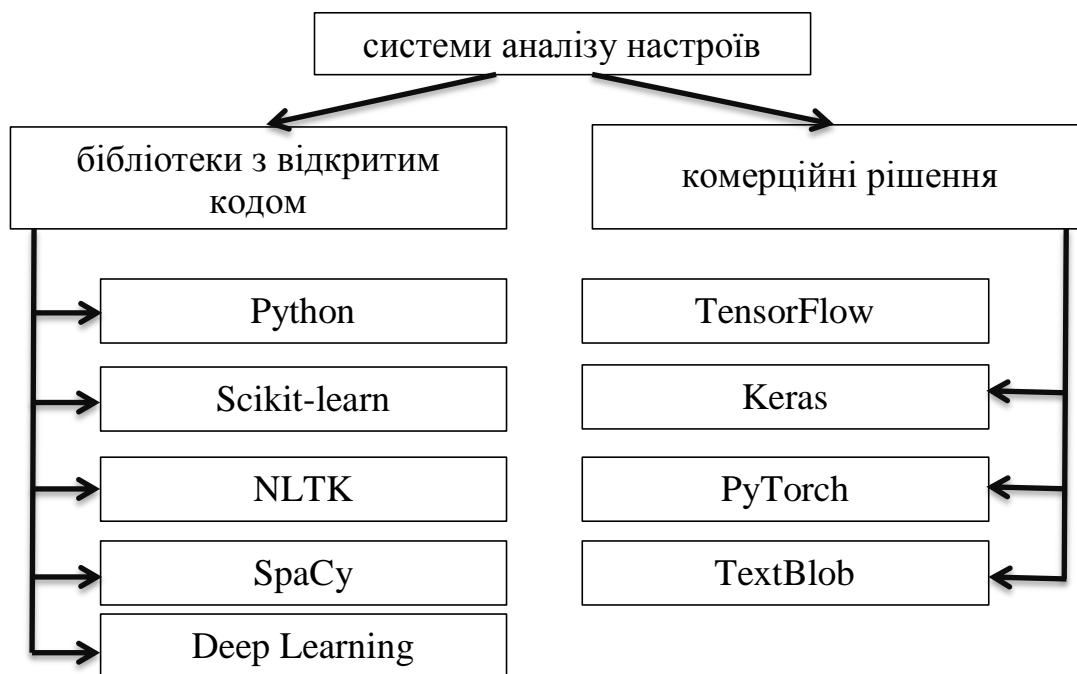 системи аналізу настроїв
бібліотеки з відкритим
кодом
комерційні рішення
Python
Scikit-learn
NLTK
SpaCy
Deep Learning
TensorFlow
Keras
PyTorch
TextBlob